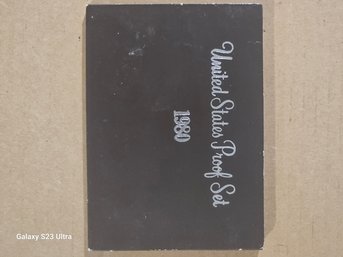 United States Proof Set
1980
Galaxy S23 Ultra